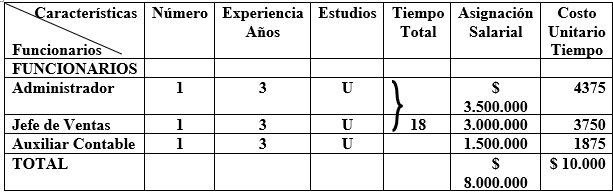 Características Número Experiencia Años Estudios Tiempo Total Asignación Salarial Costo Unitario Tiempo
Funcionarios
FUNCIONARIOS
Administrador 1 3 U $ 3.500.000 4375
Jefe de Ventas 1 3 U 18 3.000.000 3750
Auxiliar Contable 1 3 U 1.500.000 1875
TOTAL $ 8.000.000 $ 10.000